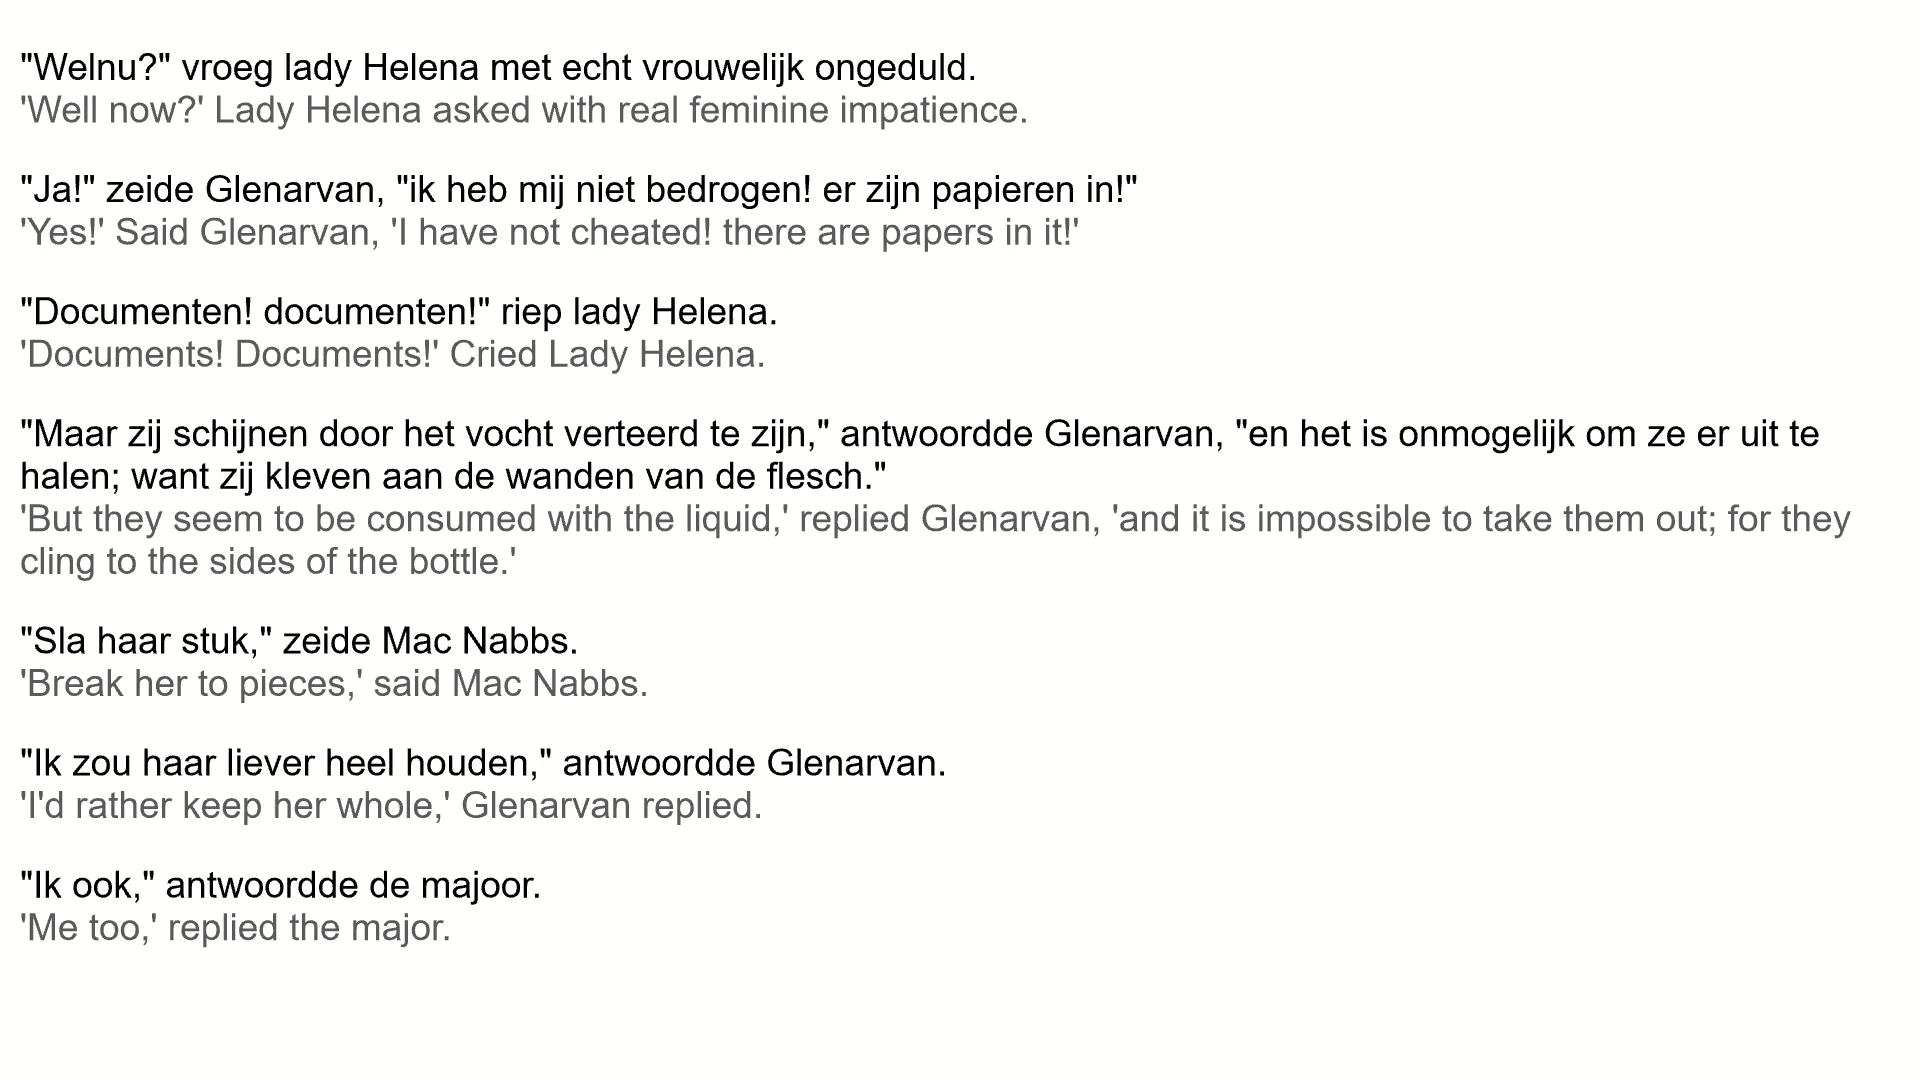 "Welnu?" vroeg lady Helena met echt vrouwelijk ongeduld.
'Well now?' Lady Helena asked with real feminine impatience.
"Ja!" zeide Glenarvan, "ik heb mij niet bedrogen! er zijn papieren in!"
'Yes!' Said Glenarvan, 'I have not cheated! there are papers in it!'
"Documenten! documenten!" riep lady Helena.
'Documents! Documents!' Cried Lady Helena.
"Maar zij schijnen door het vocht verteerd te zijn," antwoordde Glenarvan, "en het is onmogelijk om ze er uit te
halen; want zij kleven aan de wanden van de flesch."
'But they seem to be consumed with the liquid,' replied Glenarvan, 'and it is impossible to take them out; for they
cling to the sides of the bottle.'
"Sla haar stuk," zeide Mac Nabbs.
'Break her to pieces,' said Mac Nabbs.
"Ik zou haar liever heel houden," antwoordde Glenarvan.
'I'd rather keep her whole,' Glenarvan replied.
"Ik ook," antwoordde de majoor.
'Me too,' replied the major.